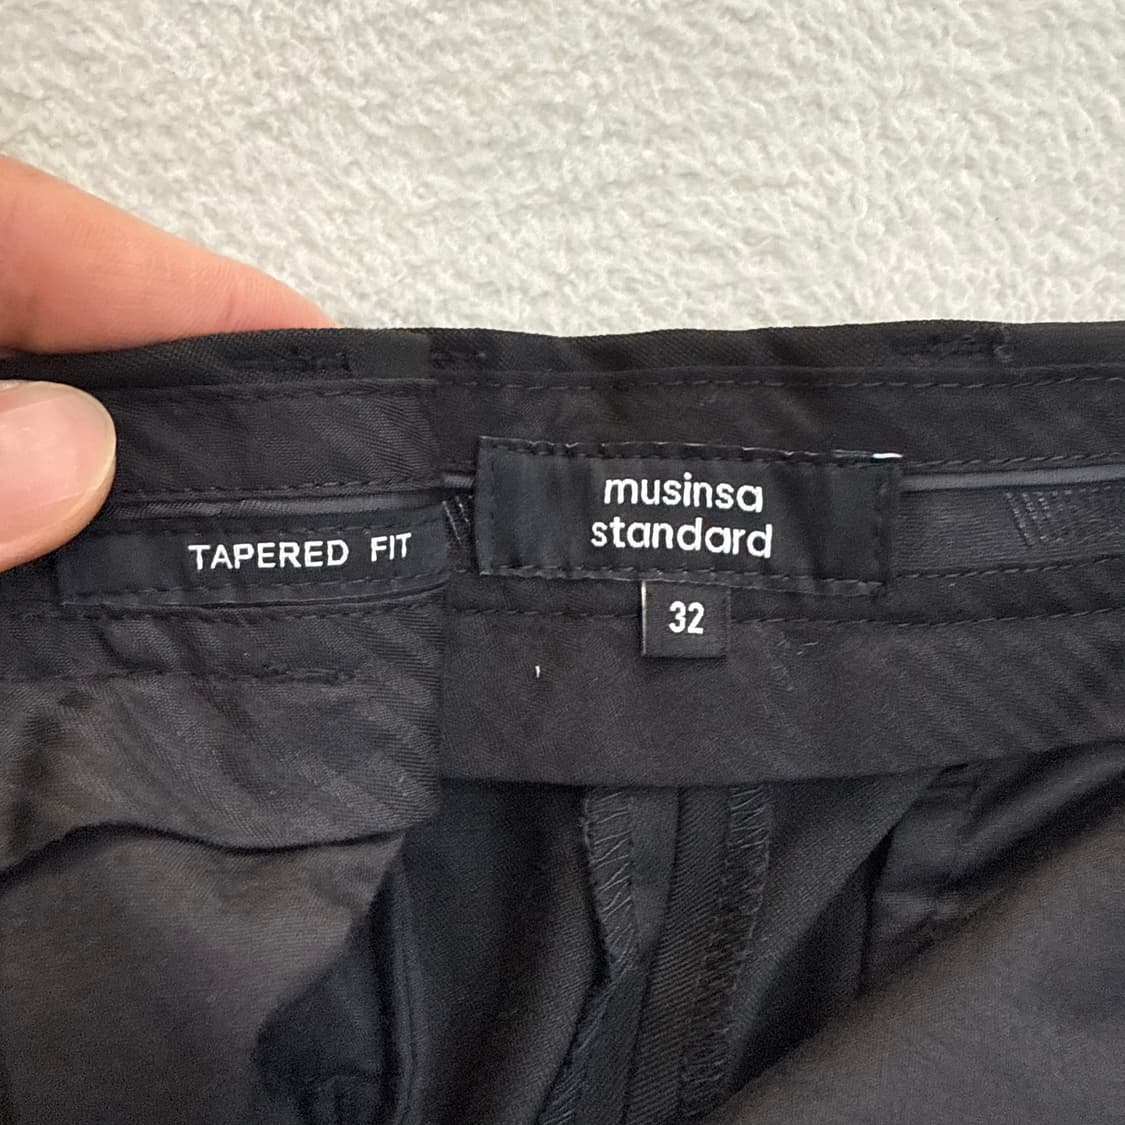 TAPERED FIT
musinsa
standard
32